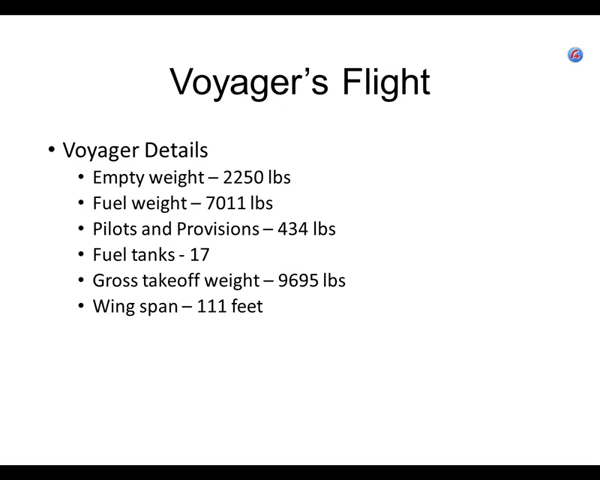 Voyager's Flight
• Voyager Details
• Empty weight – 2250 lbs
• Fuel weight – 7011 lbs
• Pilots and Provisions – 434 lbs
• Fuel tanks - 17
• Gross takeoff weight – 9695 lbs
• Wing span – 111 feet